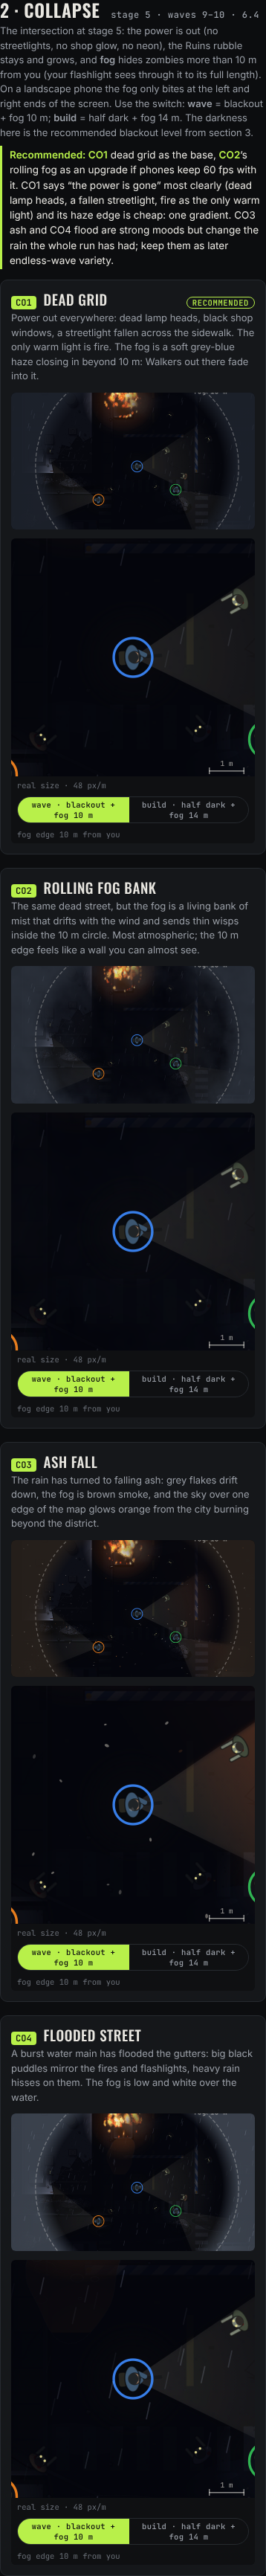 2 · COLLAPSE stage 5 · waves 9–10 · 6.4
The intersection at stage 5: the power is out (no
streetlights, no shop glow, no neon), the Ruins rubble
stays and grows, and fog hides zombies more than 10 m
from you (your flashlight sees through it to its full length).
On a landscape phone the fog only bites at the left and
right ends of the screen. Use the switch: wave = blackout
+ fog 10 m; build = half dark + fog 14 m. The darkness
here is the recommended blackout level from section 3.
Recommended: CO1 dead grid as the base, CO2's
rolling fog as an upgrade if phones keep 60 fps with
it. CO1 says “the power is gone” most clearly (dead
lamp heads, a fallen streetlight, fire as the only warm
light) and its haze edge is cheap: one gradient. CO3
ash and CO4 flood are strong moods but change the
rain the whole run has had; keep them as later
endless-wave variety.
CO1 DEAD GRID RECOMMENDED
Power out everywhere: dead lamp heads, black shop
windows, a streetlight fallen across the sidewalk. The
only warm light is fire. The fog is a soft grey-blue
haze closing in beyond 10 m: Walkers out there fade
into it.
1 m
real size · 48 px/m
wave · blackout +
fog 10 m
build · half dark +
fog 14 m
fog edge 10 m from you
CO2 ROLLING FOG BANK
The same dead street, but the fog is a living bank of
mist that drifts with the wind and sends thin wisps
inside the 10 m circle. Most atmospheric; the 10 m
edge feels like a wall you can almost see.
1 m
real size · 48 px/m
wave · blackout +
fog 10 m
build · half dark +
fog 14 m
fog edge 10 m from you
CO3 ASH FALL
The rain has turned to falling ash: grey flakes drift
down, the fog is brown smoke, and the sky over one
edge of the map glows orange from the city burning
beyond the district.
1 m
real size · 48 px/m
wave · blackout +
fog 10 m
build · half dark +
fog 14 m
fog edge 10 m from you
CO4 FLOODED STREET
A burst water main has flooded the gutters: big black
puddles mirror the fires and flashlights, heavy rain
hisses on them. The fog is low and white over the
water.
1 m
real size · 48 px/m
wave · blackout +
fog 10 m
build · half dark +
fog 14 m
fog edge 10 m from you